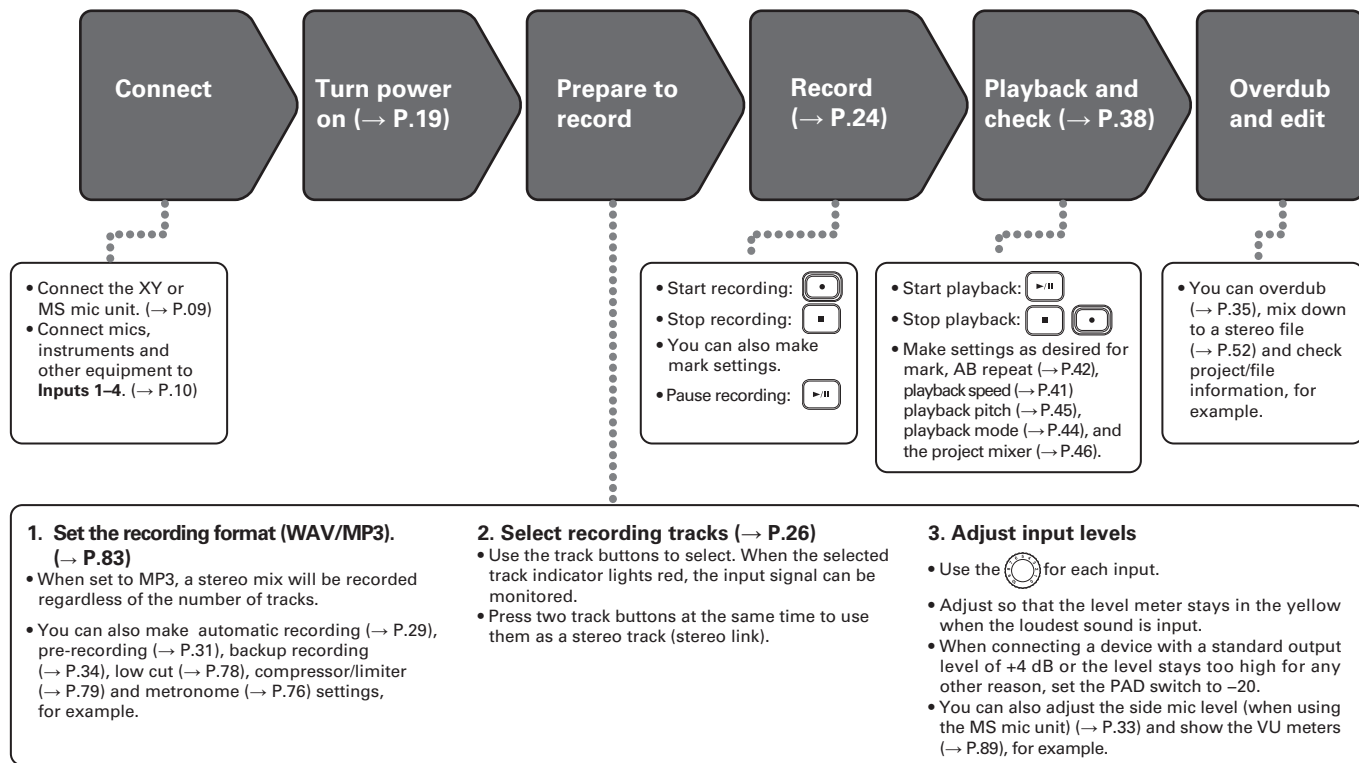 Connect
Turn power
on (→ P.19)
Prepare to
record
Record
(→ P.24)
Playback and
check (→ P.38)
Overdub
and edit
• Connect the XY or
MS mic unit. (→ P.09)
• Connect mics,
instruments and
other equipment to
Inputs 1–4. (→ P.10)
• Start recording:
• Stop recording:
• You can also make
mark settings.
• Pause recording:
• Start playback:
• Stop playback:
• Make settings as desired for
mark, AB repeat (→ P.42),
playback speed (→ P.41)
playback pitch (→ P.45),
playback mode (→ P.44), and
the project mixer (→ P.46).
• You can overdub
(→ P.35), mix down
to a stereo file
(→ P.52) and check
project/file
information, for
example.
1. Set the recording format (WAV/MP3).
(→ P.83)
• When set to MP3, a stereo mix will be recorded
regardless of the number of tracks.
• You can also make automatic recording (→ P.29),
pre-recording (→ P.31), backup recording
(→ P.34), low cut (→ P.78), compressor/limiter
(→ P.79) and metronome (→ P.76) settings,
for example.
2. Select recording tracks (→ P.26)
• Use the track buttons to select. When the selected
track indicator lights red, the input signal can be
monitored.
• Press two track buttons at the same time to use
them as a stereo track (stereo link).
3. Adjust input levels
• Use the for each input.
• Adjust so that the level meter stays in the yellow
when the loudest sound is input.
• When connecting a device with a standard output
level of +4 dB or the level stays too high for any
other reason, set the PAD switch to −20.
• You can also adjust the side mic level (when using
the MS mic unit) (→ P.33) and show the VU meters
(→ P.89), for example.